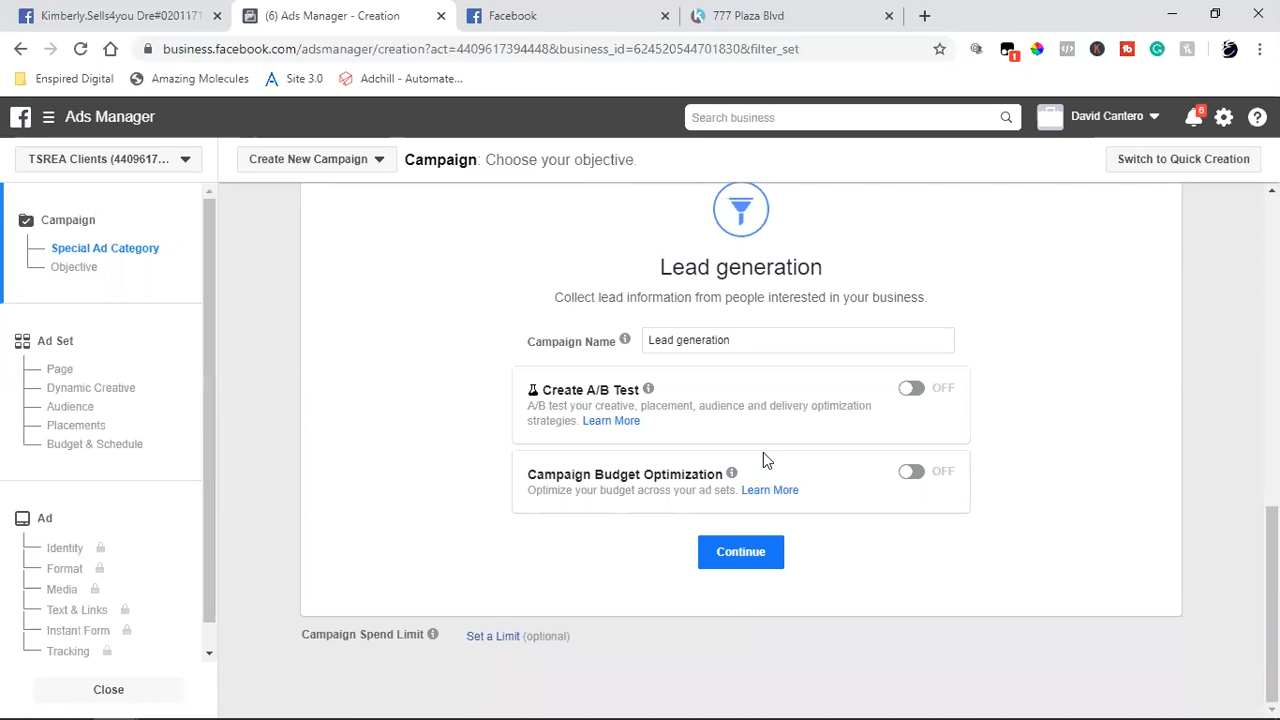 Kimberly.Sells4you Dre#020117
(6) Ads Manager - Creation
Facebook
777 Plaza Blvd
business.facebook.com/adsmanager/creation?act=4409617394448&business_id=624520544701830&filter_set
1
Enspired Digital
Amazing Molecules
Site 3.0
Adchill - Automate...
Ads Manager
Search business
David Cantero
6
TSREA Clients (4409617...
Create New Campaign
Campaign: Choose your objective.
Switch to Quick Creation
Campaign
Special Ad Category
Objective
Ad Set
Page
Dynamic Creative
Audience
Placements
Budget & Schedule
Ad
Identity
Format
Media
Text & Links
Instant Form
Tracking
Close
Lead generation
Collect lead information from people interested in your business.
Campaign Name
Lead generation
Create A/B Test
OFF
A/B test your creative, placement, audience and delivery optimization
strategies. Learn More
Campaign Budget Optimization
OFF
Optimize your budget across your ad sets. Learn More
Continue
Campaign Spend Limit
Set a Limit (optional)